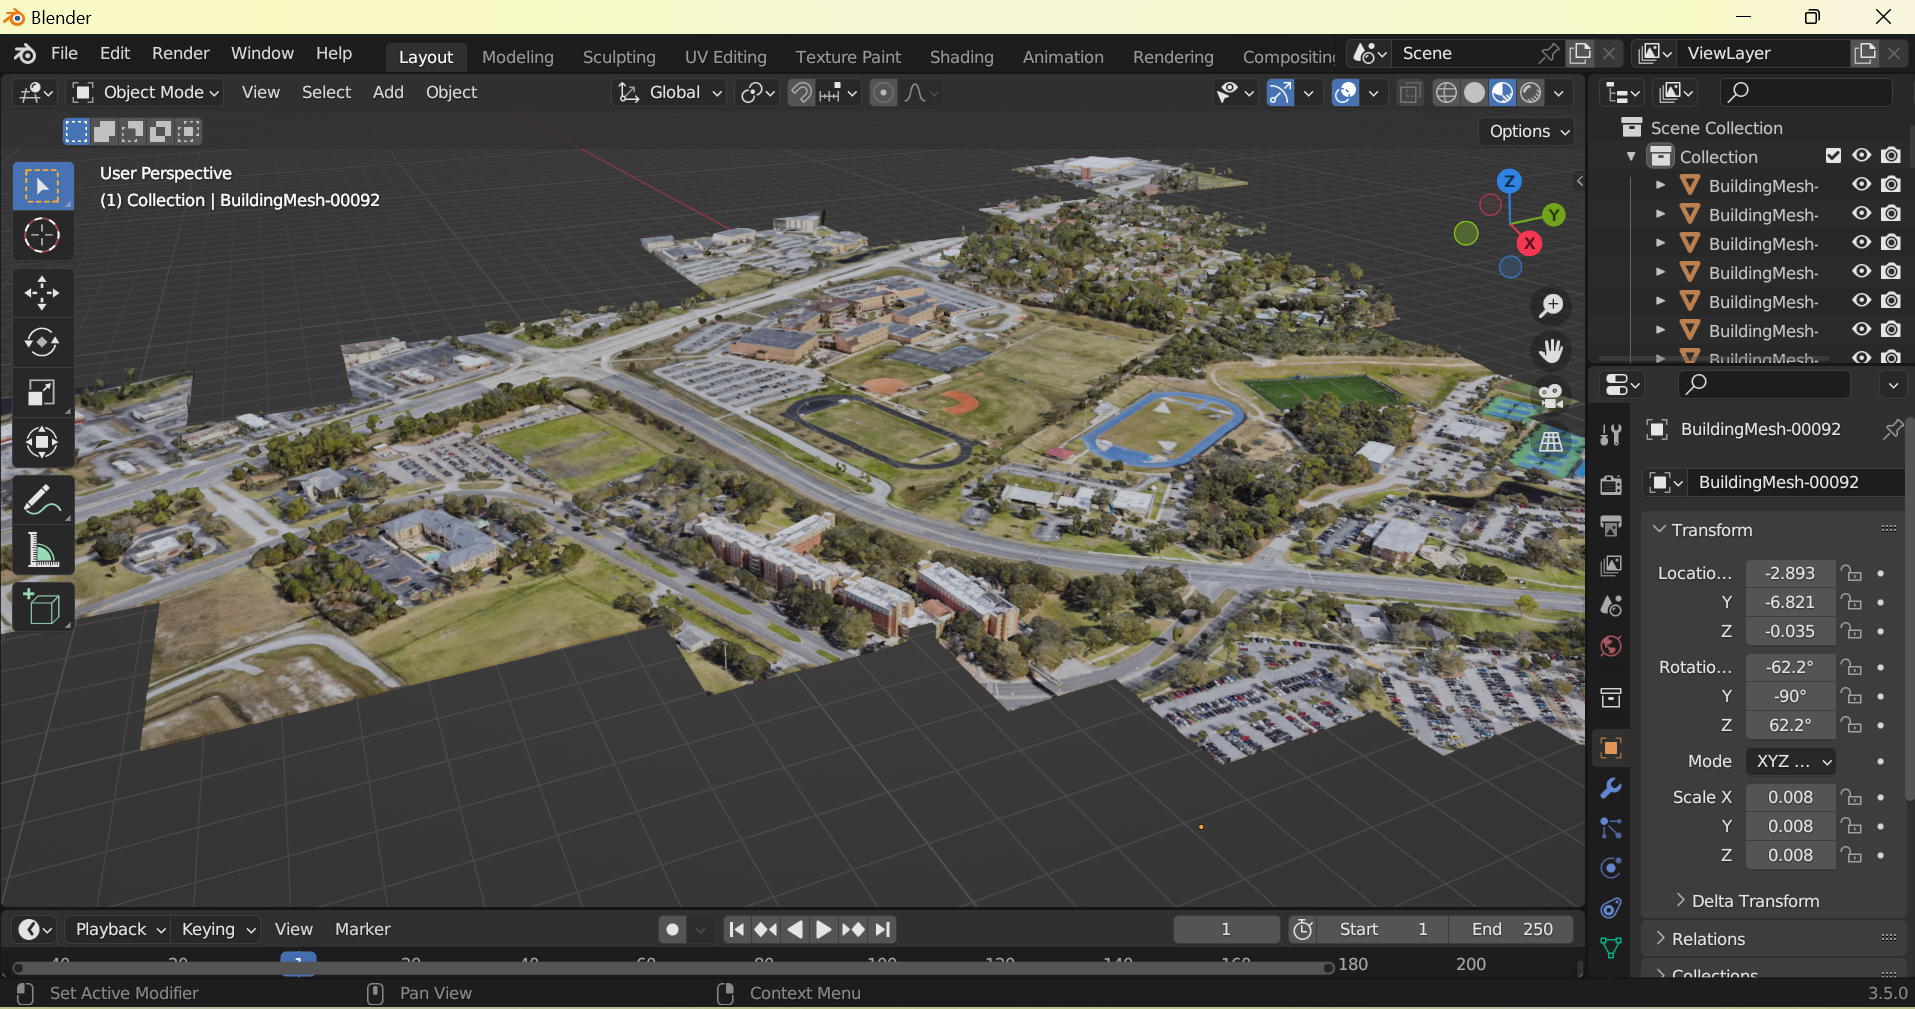 Blender
File Edit Render Window Help Layout Modeling Sculpting UV Editing Texture Paint Shading Animation Rendering Compositing Scene ViewLayer
Object Mode View Select Add Object Global
Options
User Perspective
(1) Collection | BuildingMesh-00092
Z
Y
X
Scene Collection
Collection
BuildingMesh-
BuildingMesh-
BuildingMesh-
BuildingMesh-
BuildingMesh-
BuildingMesh-
BuildingMesh-
BuildingMesh-00092
BuildingMesh-00092
Transform
Locatio... -2.893
Y -6.821
Z -0.035
Rotatio... -62.2°
Y -90°
Z 62.2°
Mode XYZ ...
Scale X 0.008
Y 0.008
Z 0.008
Delta Transform
Relations
Collections
Playback Keying View Marker 1 Start 1 End 250
1 180 200
Set Active Modifier Pan View Context Menu 3.5.0